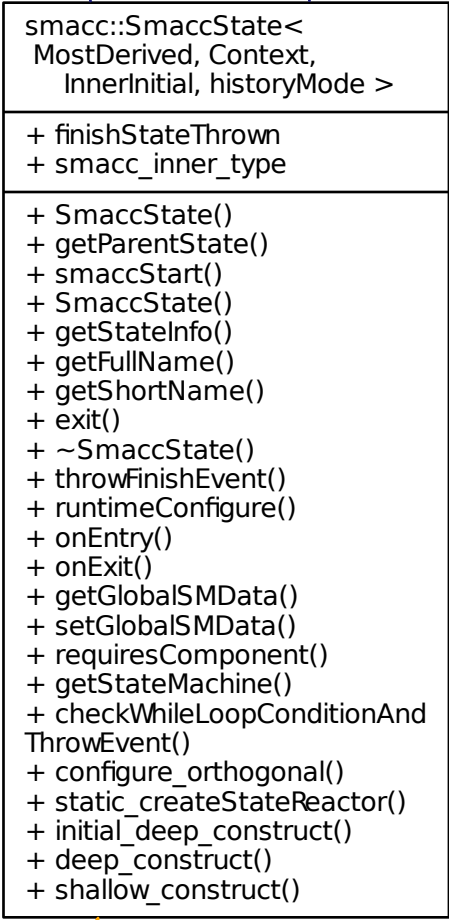 smacc::SmaccState<
MostDerived, Context,
InnerInitial, historyMode >
+ finishStateThrown
+ smacc_inner_type
+ SmaccState()
+ getParentState()
+ smaccStart()
+ SmaccState()
+ getStateInfo()
+ getFullName()
+ getShortName()
+ exit()
+ ~SmaccState()
+ throwFinishEvent()
+ runtimeConfigure()
+ onEntry()
+ onExit()
+ getGlobalSMData()
+ setGlobalSMData()
+ requiresComponent()
+ getStateMachine()
+ checkWhileLoopConditionAnd
ThrowEvent()
+ configure_orthogonal()
+ static_createStateReactor()
+ initial_deep_construct()
+ deep_construct()
+ shallow_construct()